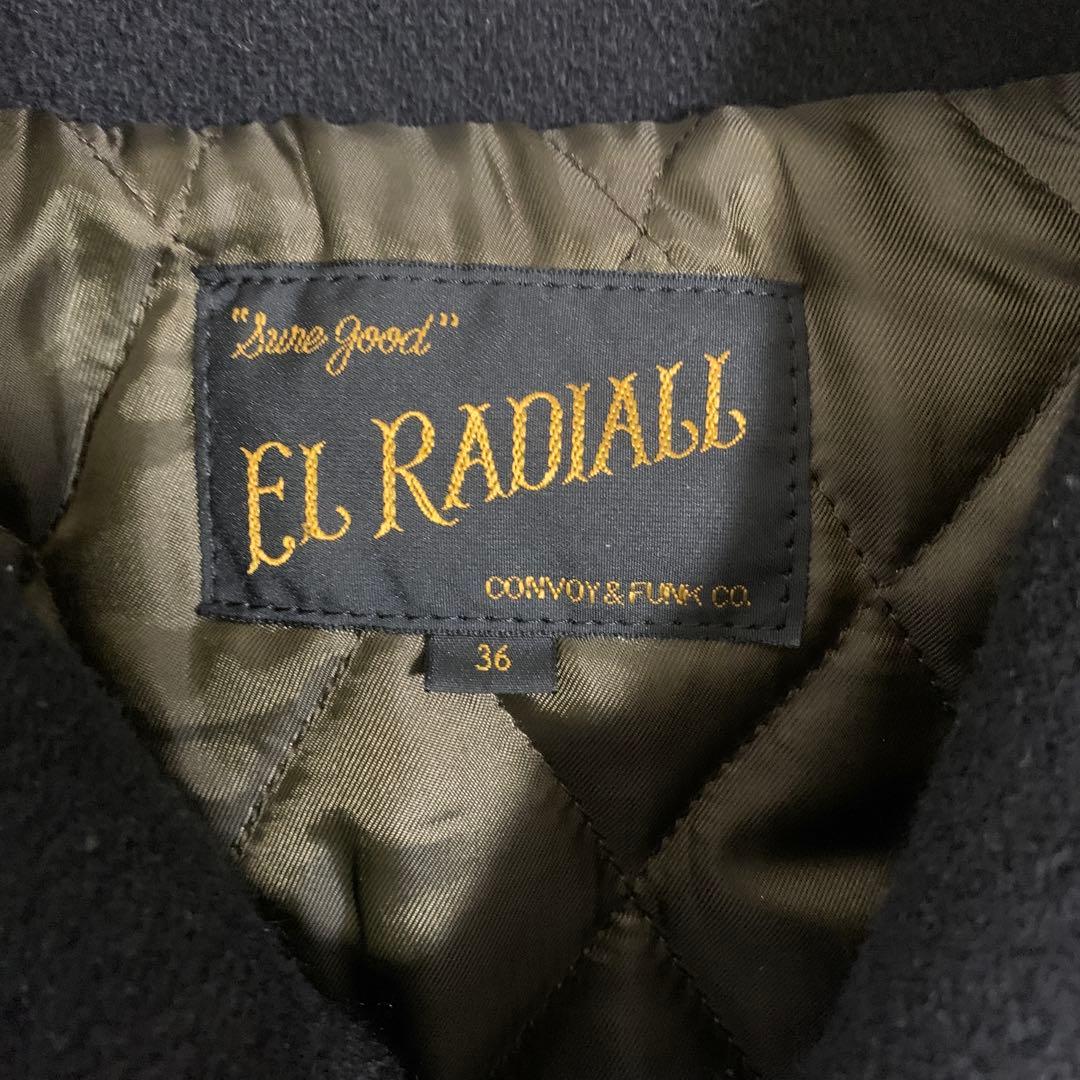 "Sure good"
EL RADIALL
CONVOY & FUNK CO.
36